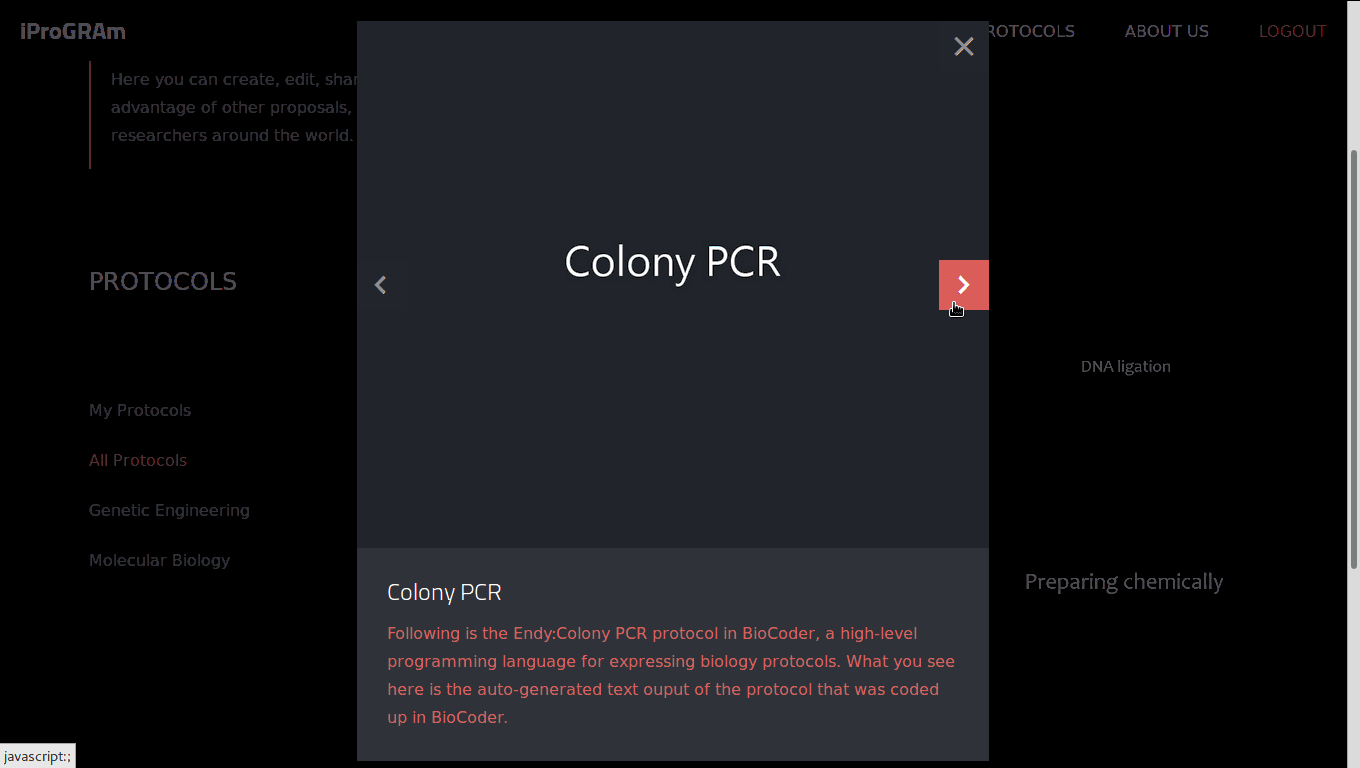 iProGRAm
ROTOCOLS ABOUT US LOGOUT
Here you can create, edit, shar
advantage of other proposals,
researchers around the world.
PROTOCOLS
My Protocols
All Protocols
Genetic Engineering
Molecular Biology
Colony PCR
Colony PCR
Following is the Endy:Colony PCR protocol in BioCoder, a high-level
programming language for expressing biology protocols. What you see
here is the auto-generated text ouput of the protocol that was coded
up in BioCoder.
DNA ligation
Preparing chemically
javascript:;